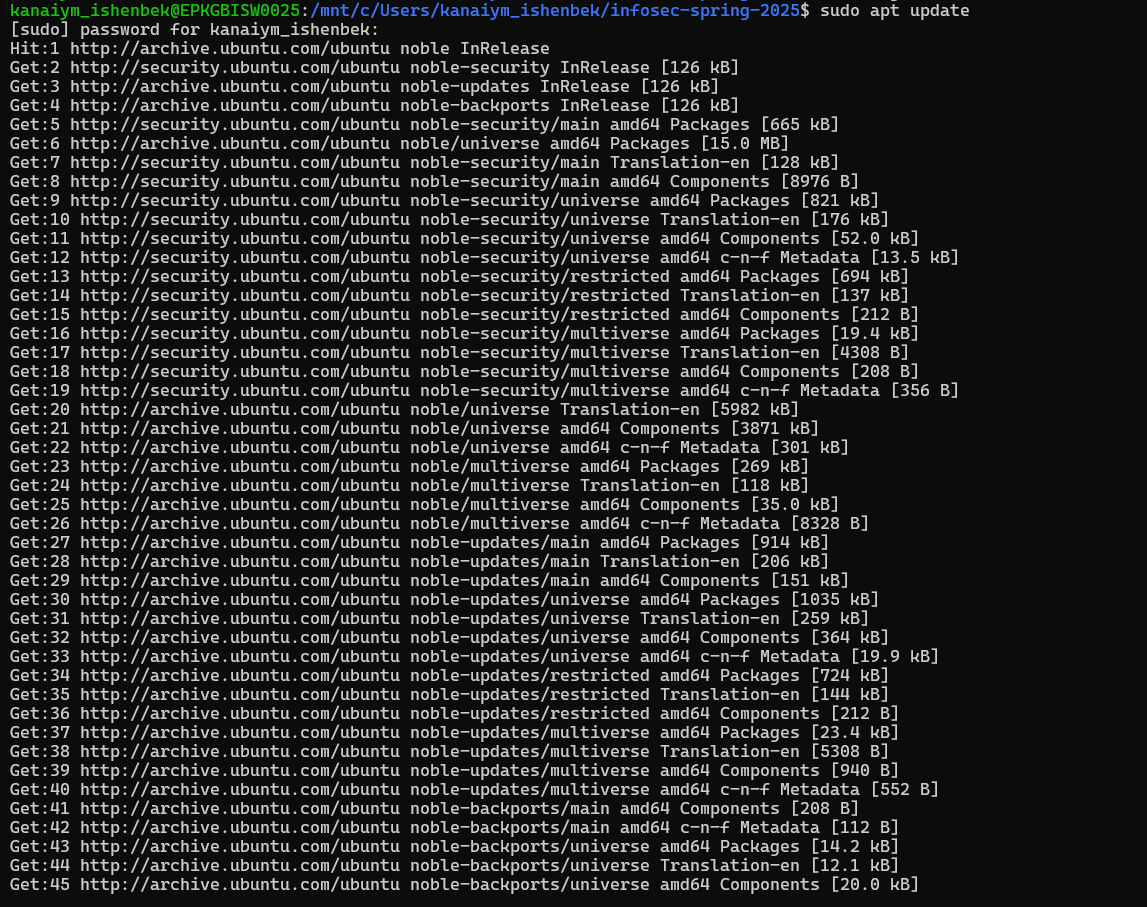 kanaiym_ishenbek@EPKGBISW0025:/mnt/c/Users/kanaiym_ishenbek/infosec-spring-2025$ sudo apt update
[sudo] password for kanaiym_ishenbek:
Hit:1 http://archive.ubuntu.com/ubuntu noble InRelease
Get:2 http://security.ubuntu.com/ubuntu noble-security InRelease [126 kB]
Get:3 http://archive.ubuntu.com/ubuntu noble-updates InRelease [126 kB]
Get:4 http://archive.ubuntu.com/ubuntu noble-backports InRelease [126 kB]
Get:5 http://security.ubuntu.com/ubuntu noble-security/main amd64 Packages [665 kB]
Get:6 http://archive.ubuntu.com/ubuntu noble/universe amd64 Packages [15.0 MB]
Get:7 http://security.ubuntu.com/ubuntu noble-security/main Translation-en [128 kB]
Get:8 http://security.ubuntu.com/ubuntu noble-security/main amd64 Components [8976 B]
Get:9 http://security.ubuntu.com/ubuntu noble-security/universe amd64 Packages [821 kB]
Get:10 http://security.ubuntu.com/ubuntu noble-security/universe Translation-en [176 kB]
Get:11 http://security.ubuntu.com/ubuntu noble-security/universe amd64 Components [52.0 kB]
Get:12 http://security.ubuntu.com/ubuntu noble-security/universe amd64 c-n-f Metadata [13.5 kB]
Get:13 http://security.ubuntu.com/ubuntu noble-security/restricted amd64 Packages [694 kB]
Get:14 http://security.ubuntu.com/ubuntu noble-security/restricted Translation-en [137 kB]
Get:15 http://security.ubuntu.com/ubuntu noble-security/restricted amd64 Components [212 B]
Get:16 http://security.ubuntu.com/ubuntu noble-security/multiverse amd64 Packages [19.4 kB]
Get:17 http://security.ubuntu.com/ubuntu noble-security/multiverse Translation-en [4308 B]
Get:18 http://security.ubuntu.com/ubuntu noble-security/multiverse amd64 Components [208 B]
Get:19 http://security.ubuntu.com/ubuntu noble-security/multiverse amd64 c-n-f Metadata [356 B]
Get:20 http://archive.ubuntu.com/ubuntu noble/universe Translation-en [5982 kB]
Get:21 http://archive.ubuntu.com/ubuntu noble/universe amd64 Components [3871 kB]
Get:22 http://archive.ubuntu.com/ubuntu noble/universe amd64 c-n-f Metadata [301 kB]
Get:23 http://archive.ubuntu.com/ubuntu noble/multiverse amd64 Packages [269 kB]
Get:24 http://archive.ubuntu.com/ubuntu noble/multiverse Translation-en [118 kB]
Get:25 http://archive.ubuntu.com/ubuntu noble/multiverse amd64 Components [35.0 kB]
Get:26 http://archive.ubuntu.com/ubuntu noble/multiverse amd64 c-n-f Metadata [8328 B]
Get:27 http://archive.ubuntu.com/ubuntu noble-updates/main amd64 Packages [914 kB]
Get:28 http://archive.ubuntu.com/ubuntu noble-updates/main Translation-en [206 kB]
Get:29 http://archive.ubuntu.com/ubuntu noble-updates/main amd64 Components [151 kB]
Get:30 http://archive.ubuntu.com/ubuntu noble-updates/universe amd64 Packages [1035 kB]
Get:31 http://archive.ubuntu.com/ubuntu noble-updates/universe Translation-en [259 kB]
Get:32 http://archive.ubuntu.com/ubuntu noble-updates/universe amd64 Components [364 kB]
Get:33 http://archive.ubuntu.com/ubuntu noble-updates/universe amd64 c-n-f Metadata [19.9 kB]
Get:34 http://archive.ubuntu.com/ubuntu noble-updates/restricted amd64 Packages [724 kB]
Get:35 http://archive.ubuntu.com/ubuntu noble-updates/restricted Translation-en [144 kB]
Get:36 http://archive.ubuntu.com/ubuntu noble-updates/restricted amd64 Components [212 B]
Get:37 http://archive.ubuntu.com/ubuntu noble-updates/multiverse amd64 Packages [23.4 kB]
Get:38 http://archive.ubuntu.com/ubuntu noble-updates/multiverse Translation-en [5308 B]
Get:39 http://archive.ubuntu.com/ubuntu noble-updates/multiverse amd64 Components [940 B]
Get:40 http://archive.ubuntu.com/ubuntu noble-updates/multiverse amd64 c-n-f Metadata [552 B]
Get:41 http://archive.ubuntu.com/ubuntu noble-backports/main amd64 Components [208 B]
Get:42 http://archive.ubuntu.com/ubuntu noble-backports/main amd64 c-n-f Metadata [112 B]
Get:43 http://archive.ubuntu.com/ubuntu noble-backports/universe amd64 Packages [14.2 kB]
Get:44 http://archive.ubuntu.com/ubuntu noble-backports/universe Translation-en [12.1 kB]
Get:45 http://archive.ubuntu.com/ubuntu noble-backports/universe amd64 Components [20.0 kB]